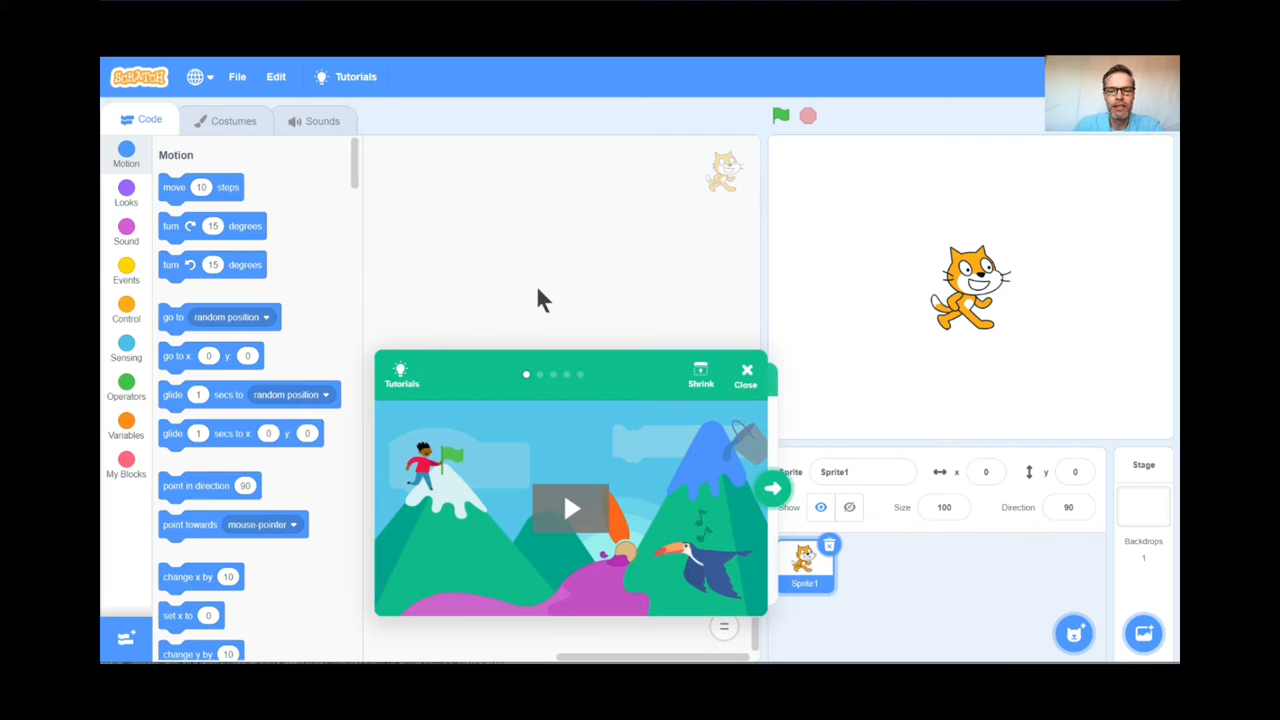 SCRATCH File Edit Tutorials
Code Costumes Sounds
Motion
Looks
Sound
Events
Control
Sensing
Operators
Variables
My Blocks
Motion
move 10 steps
turn 15 degrees
turn 15 degrees
go to random position
go to x: 0 y: 0
glide 1 secs to random position
glide 1 secs to x: 0 y: 0
point in direction 90
point towards mouse-pointer
change x by 10
set x to 0
change y by 10
Tutorials Shrink Close
Sprite Sprite1 x 0 y 0
Show Size 100 Direction 90
Sprite1
Stage
Backdrops
1